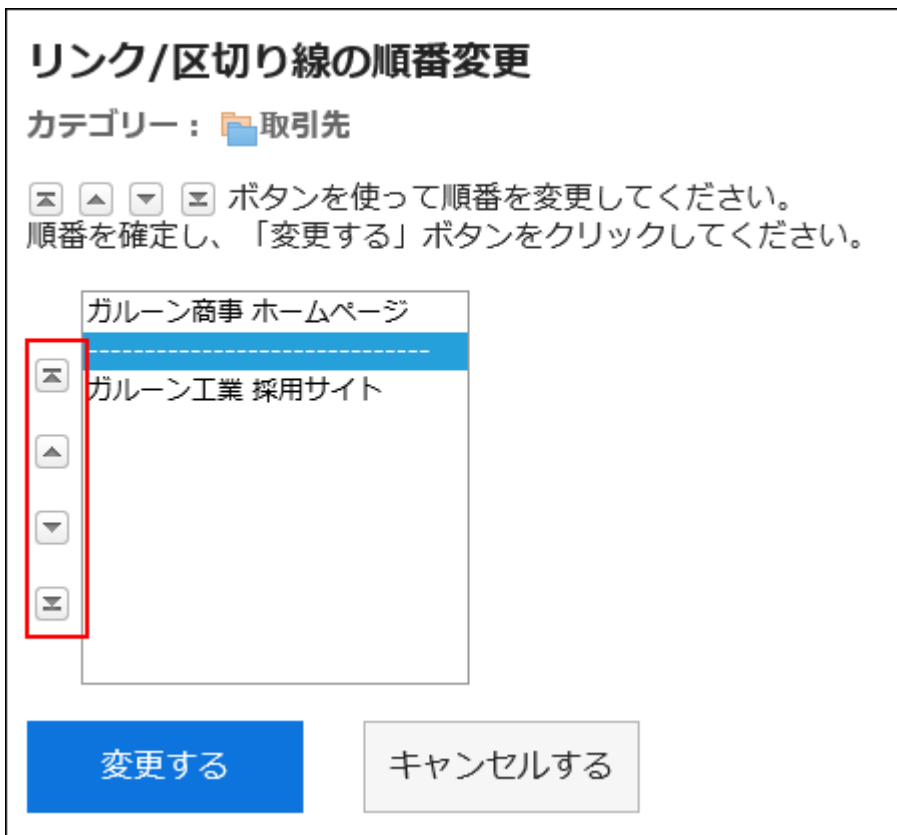 リンク/区切り線の順番変更
カテゴリー： 取引先
ボタンを使って順番を変更してください。
順番を確定し、「変更する」ボタンをクリックしてください。
ガルーン商事 ホームページ
------------------------------
ガルーン工業 採用サイト
変更する
キャンセルする